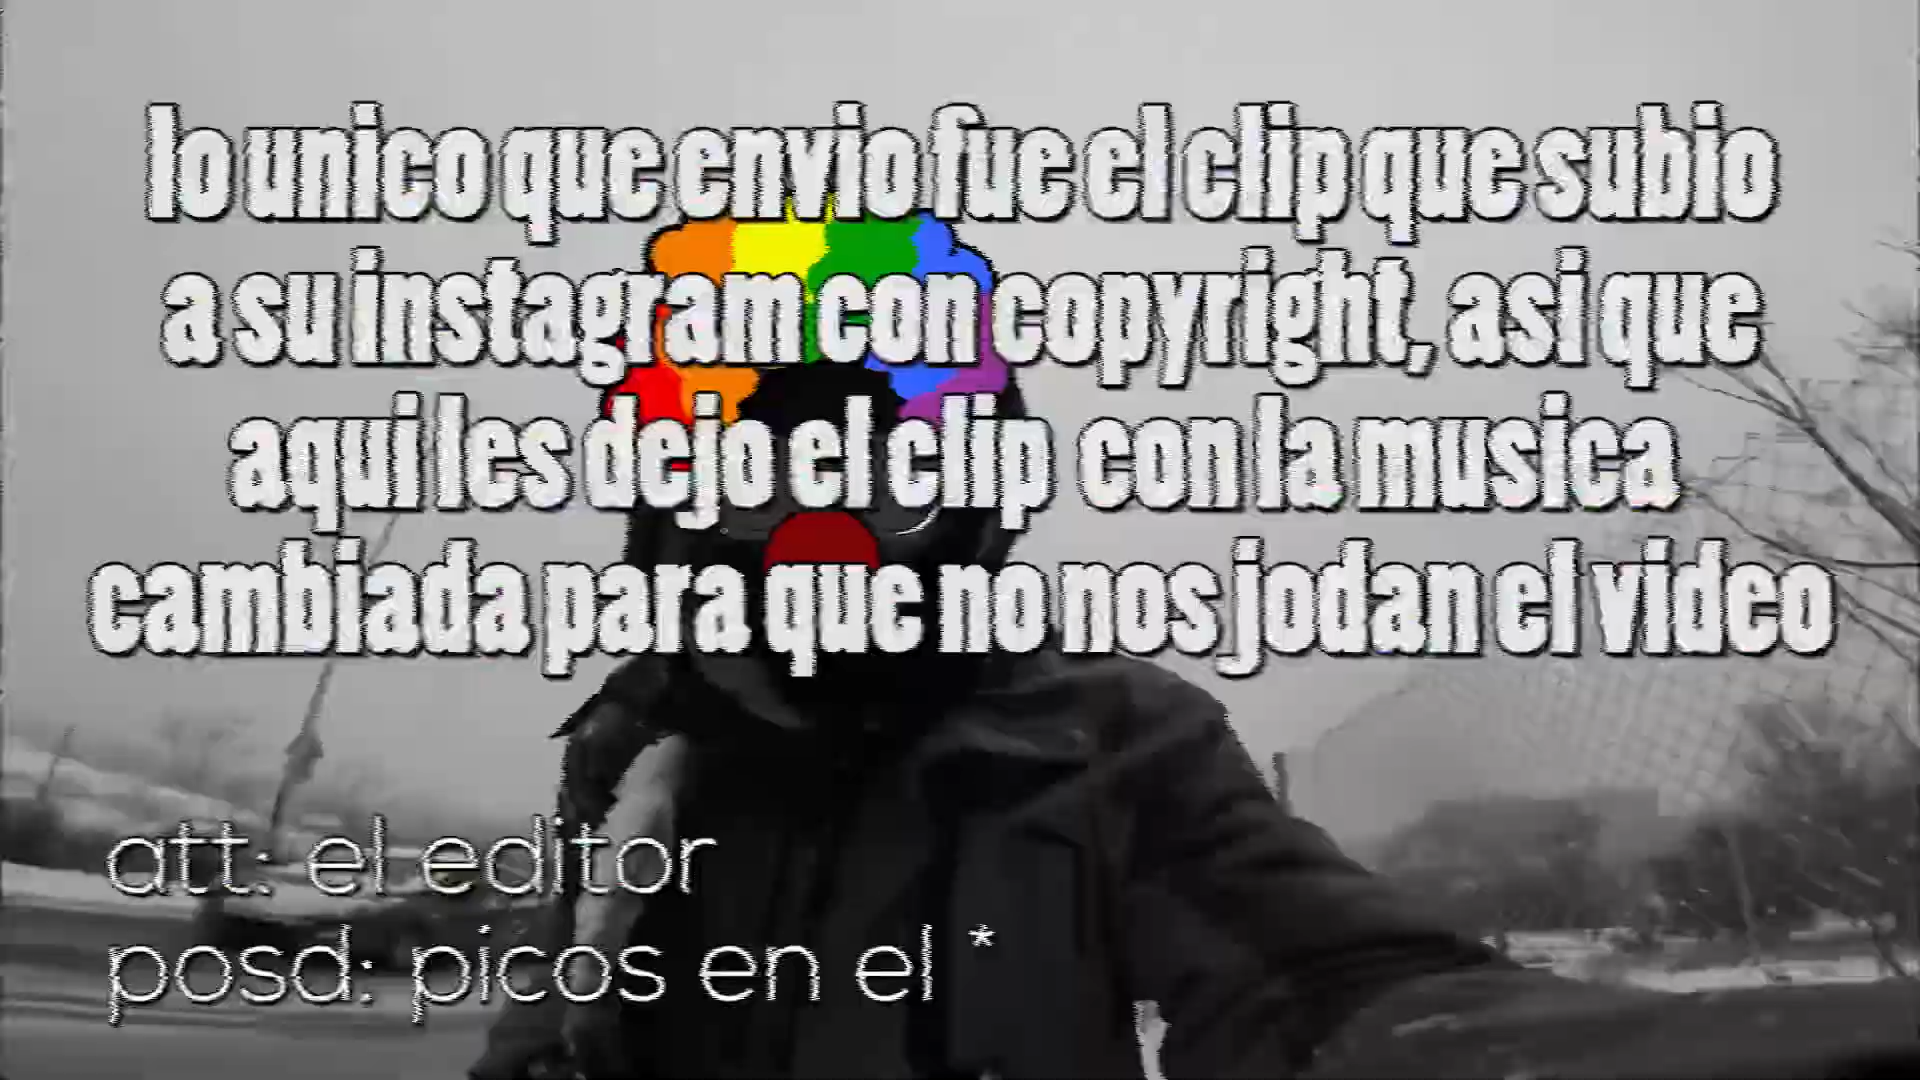 lo unico que envio fue el clip que subio
a su instagram con copyright, asi que
aqui les dejo el clip con la musica
cambiada para que no nos jodan el video
att: el editor
posd: picos en el *